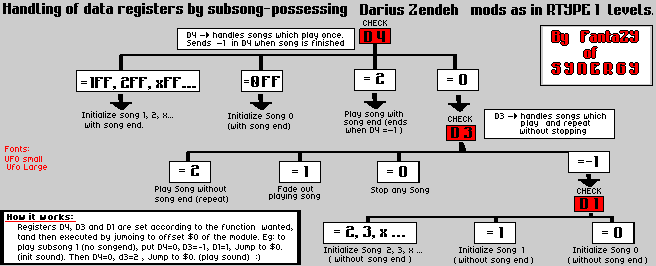 Handling of data registers by subsong-possessing Darius Zendeh mods as in RTYPE 1 levels.
CHECK
D4
D4 -> handles songs which play once.
Sends -1 in D4 when song is finished
By FantaZY
of
SYNERGY
=1FF, 2FF, xFF...
=0FF
= 2
= 0
Initialize song 1, 2, x...
with song end.
Initialize Song 0
(with song end)
Play song with
song end (ends
when D4 =-1 )
CHECK
D3
D3 -> handles songs which
play and repeat
without stopping
Fonts:
UFO small
UFO Large
= 2
= 1
= 0
=-1
Play Song without
song end (repeat)
Fade out
playing song
Stop any Song
CHECK
D1
How it works:
Registers D4, D3 and D1 are set according to the function wanted,
tand then executed by jumoing to offset $0 of the module. Eg: to
play subsong 1 (no songend), put D4=0, D3=-1, D1=1, Jump to $0.
(init sound). Then D4=0, d3=2 , Jump to $0. (play sound) :)
= 2, 3, x ...
= 1
= 0
Initialize Song 2, 3, x ...
(without song end )
Initialize Song 1
(without song end)
Initialize Song 0
(without song end)